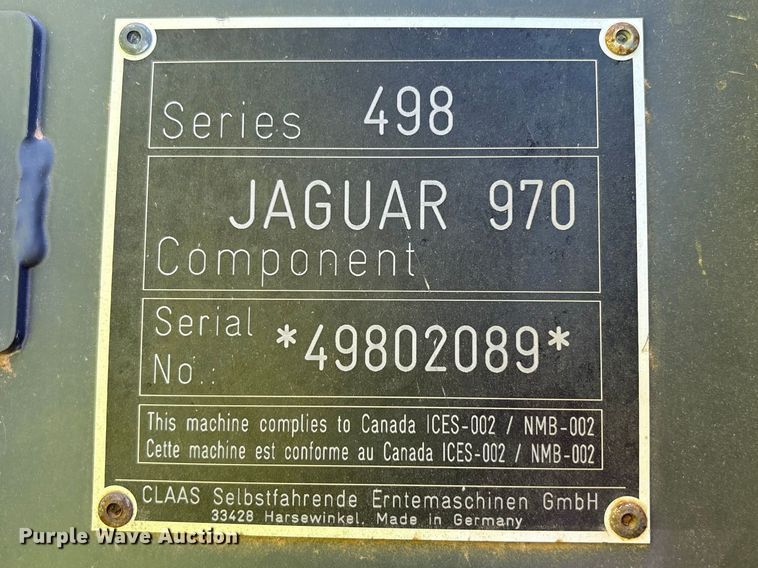 Series 498
JAGUAR 970
Component
Serial
No.: *49802089*
This machine complies to Canada ICES-002 / NMB-002
Cette machine est conforme au Canada ICES-002 / NMB-002
CLAAS Selbstfahrende Erntemaschinen GmbH
33428 Harsewinkel, Made in Germany
Purple Wave Auction